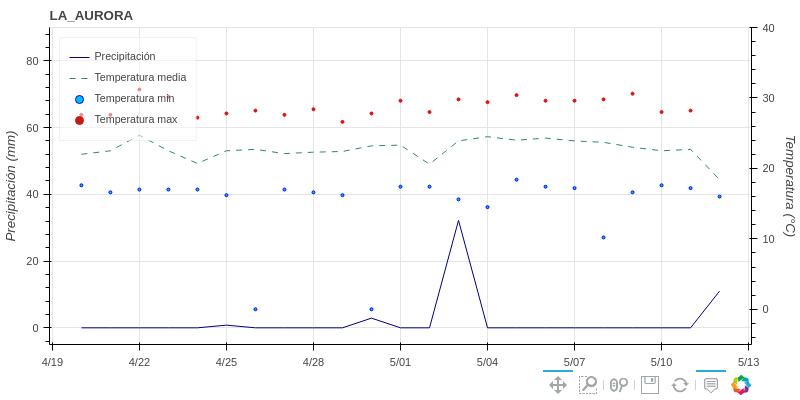 LA_AURORA
Precipitación
Temperatura media
Temperatura min
Temperatura max
Precipitación (mm)
80
60
40
20
0
Temperatura (°C)
40
30
20
10
0
4/19 4/22 4/25 4/28 5/01 5/04 5/07 5/10 5/13